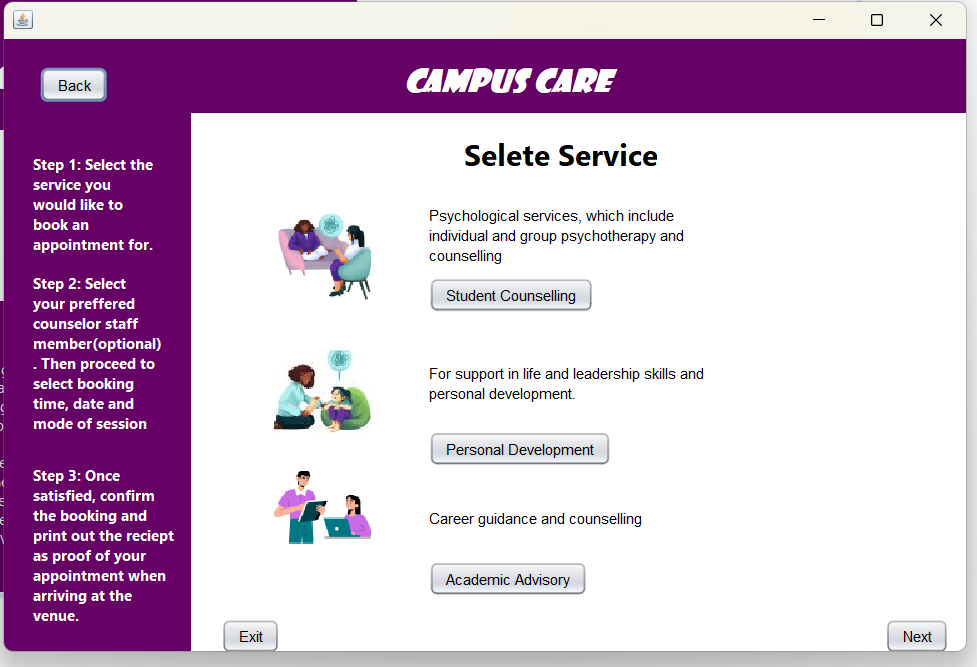 Back
CAMPUS CARE
Step 1: Select the
service you
would like to
book an
appointment for.
Step 2: Select
your preffered
counselor staff
member(optional)
. Then proceed to
select booking
time, date and
mode of session
Step 3: Once
satisfied, confirm
the booking and
print out the reciept
as proof of your
appointment when
arriving at the
venue.
Selete Service
Psychological services, which include
individual and group psychotherapy and
counselling
Student Counselling
For support in life and leadership skills and
personal development.
Personal Development
Career guidance and counselling
Academic Advisory
Exit
Next